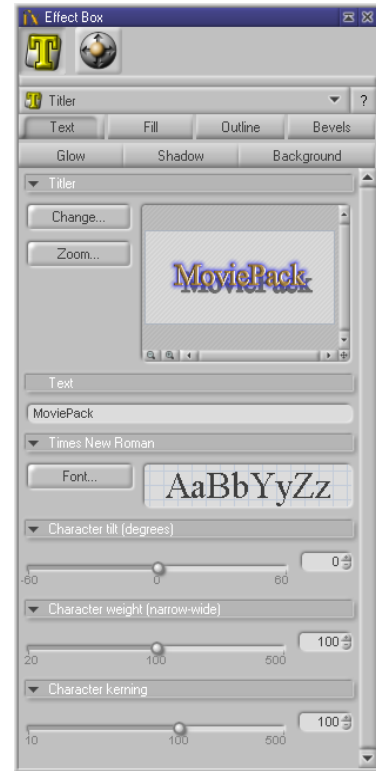 Effect Box
T
Titler ?
Text Fill Outline Bevels
Glow Shadow Background
Titler
Change...
Zoom...
MoviePack
Text
MoviePack
Times New Roman
Font...
AaBbYyZz
Character tilt (degrees)
0
-60 0 60
Character weight (narrow-wide)
100
20 100 500
Character kerning
100
10 100 500